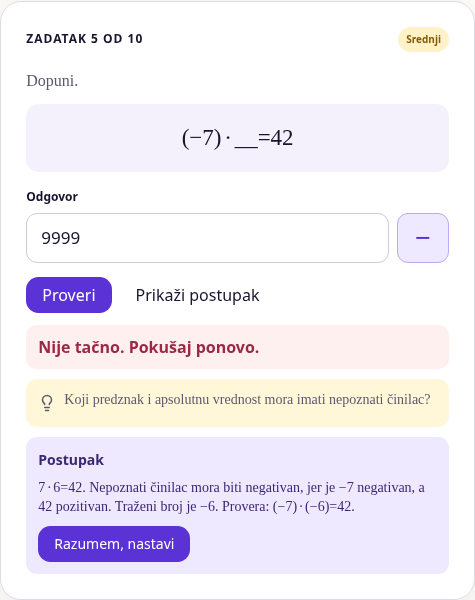 ZADATAK 5 OD 10
Srednji
Dopuni.
(−7) · __=42
Odgovor
9999
−
Proveri
Prikaži postupak
Nije tačno. Pokušaj ponovo.
Koji predznak i apsolutnu vrednost mora imati nepoznati činilac?
Postupak
7 · 6=42. Nepoznati činilac mora biti negativan, jer je −7 negativan, a
42 pozitivan. Traženi broj je −6. Provera: (−7) · (−6)=42.
Razumem, nastavi